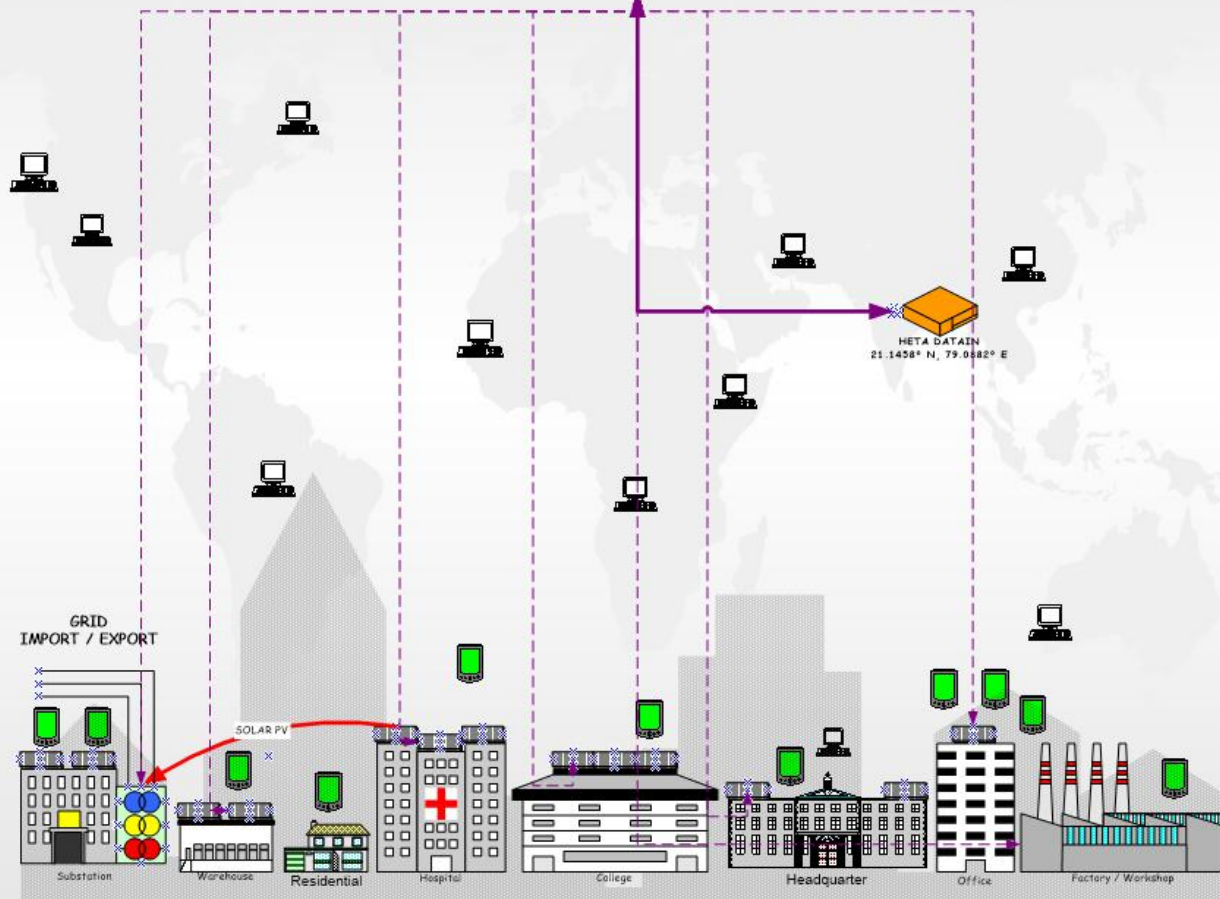 HETA DATAIN
21.1458° N, 79.0882° E
GRID
IMPORT / EXPORT
SOLAR PV
Substation
Warehouse
Residential
Hospital
College
Headquarter
Office
Factory / Workshop